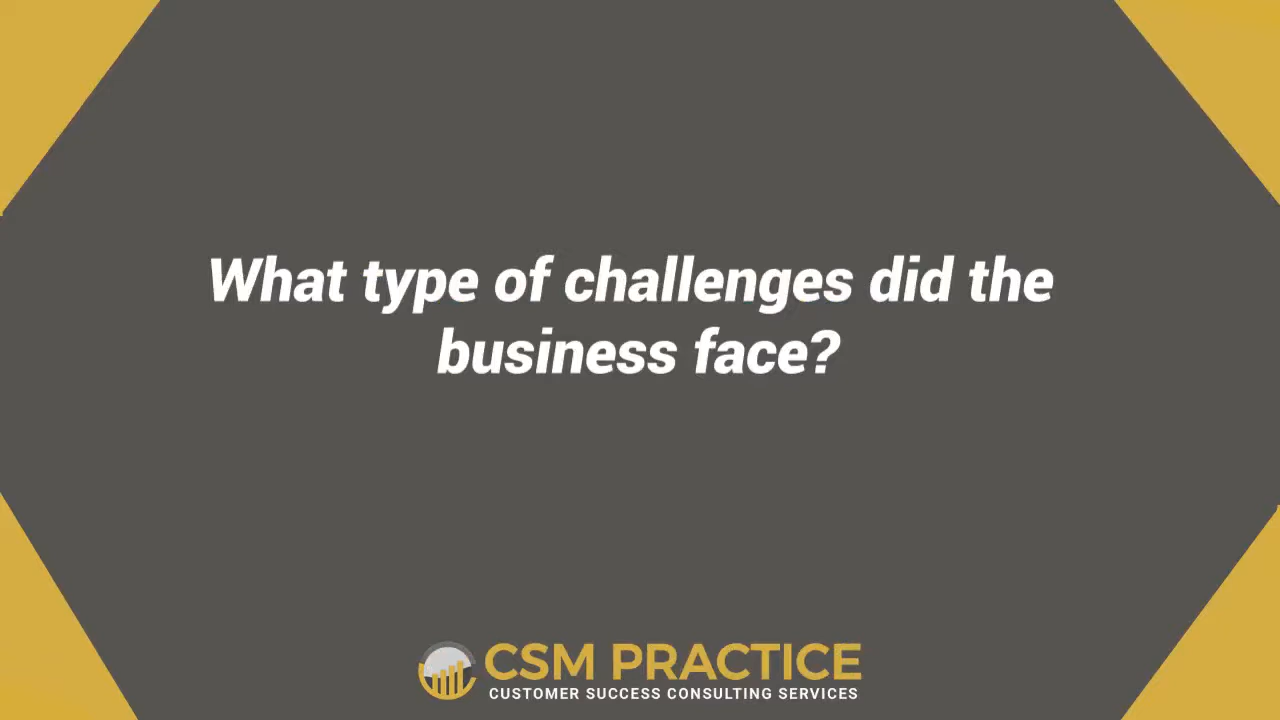 What type of challenges did the
business face?
CSM PRACTICE
CUSTOMER SUCCESS CONSULTING SERVICES